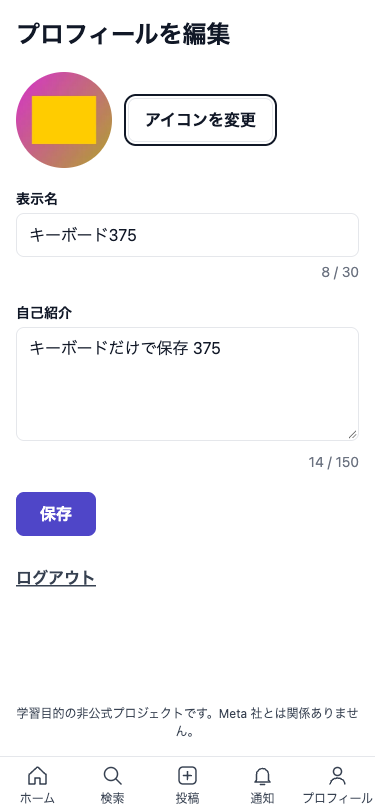 プロフィールを編集
アイコンを変更
表示名
キーボード375
8 / 30
自己紹介
キーボードだけで保存 375
14 / 150
保存
ログアウト
学習目的の非公式プロジェクトです。Meta 社とは関係ありませ
ん。
ホーム 検索 投稿 通知 プロフィール